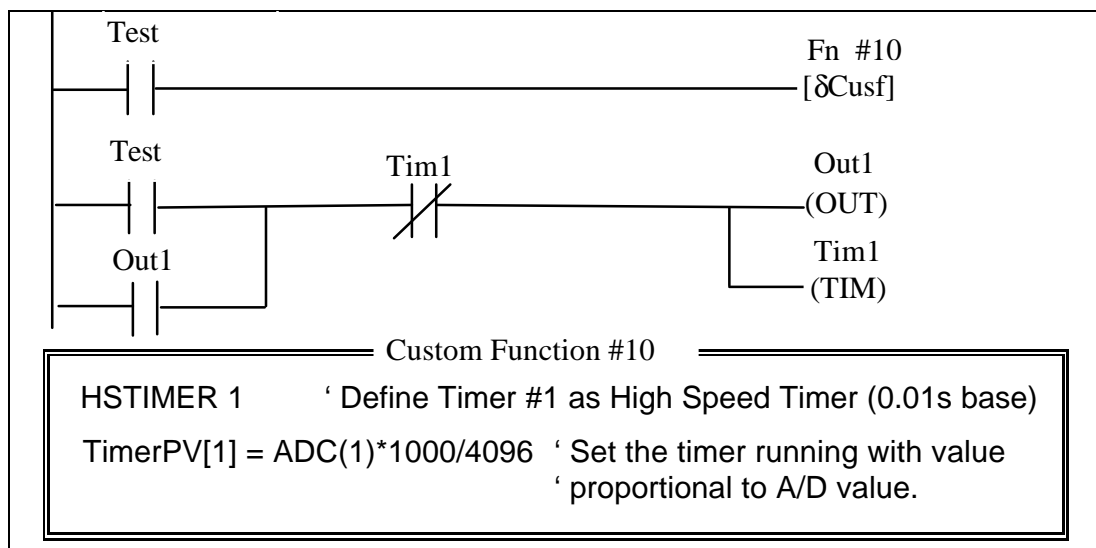 Test
Fn #10
[δCusf]
Test
Tim1
Out1
(OUT)
Out1
Tim1
(TIM)
Custom Function #10
HSTIMER 1 ‘ Define Timer #1 as High Speed Timer (0.01s base)
TimerPV[1] = ADC(1)*1000/4096 ‘ Set the timer running with value
‘ proportional to A/D value.